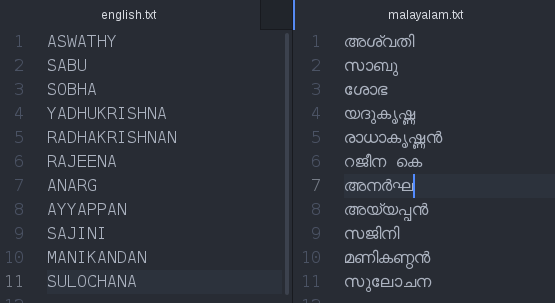 english.txt
1 ASWATHY
2 SABU
3 SOBHA
4 YADHUKRISHNA
5 RADHAKRISHNAN
6 RAJEENA
7 ANARG
8 AYYAPPAN
9 SAJINI
10 MANIKANDAN
11 SULOCHANA
malayalam.txt
1 അശ്വതി
2 സാബു
3 ശോഭ
4 യദുകൃഷ്ണ
5 രാധാകൃഷ്ണൻ
6 റജീന കെ
7 അനർഘ
8 അയ്യപ്പൻ
9 സജിനി
10 മണികണ്ഠൻ
11 സുലോചന